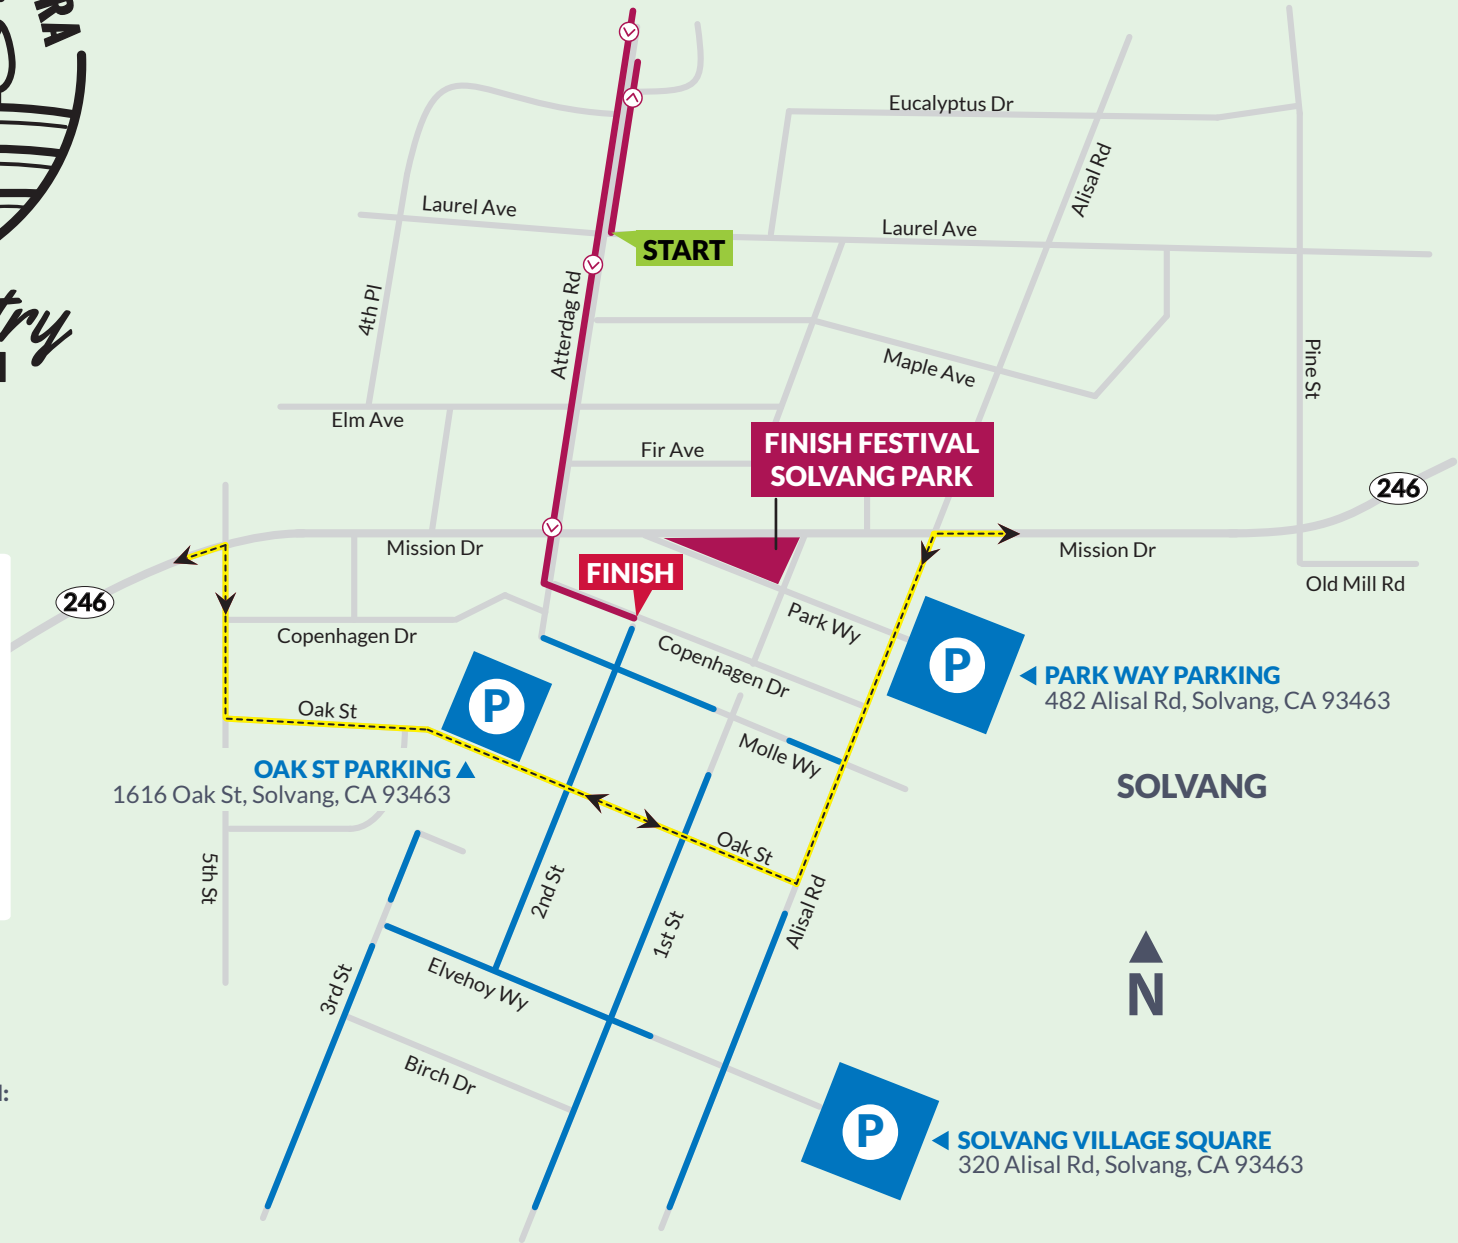 RA
try
Eucalyptus Dr
Alisal Rd
Laurel Ave
Laurel Ave
START
4th Pl
Atterdag Rd
Maple Ave
Pine St
Elm Ave
Fir Ave
FINISH FESTIVAL
SOLVANG PARK
246
Mission Dr
Mission Dr
FINISH
Old Mill Rd
246
Park Wy
Copenhagen Dr
Copenhagen Dr
P
PARK WAY PARKING
482 Alisal Rd, Solvang, CA 93463
P
Oak St
Molle Wy
OAK ST PARKING
1616 Oak St, Solvang, CA 93463
SOLVANG
Oak St
5th St
2nd St
1st St
Alisal Rd
3rd St
Elvehoy Wy
N
Birch Dr
P
SOLVANG VILLAGE SQUARE
320 Alisal Rd, Solvang, CA 93463